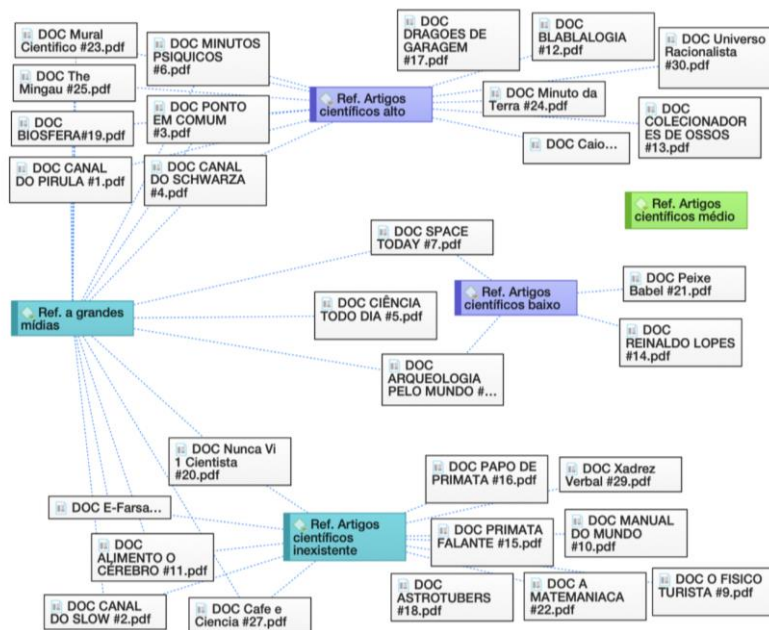 DOC Mural
Científico #23.pdf
DOC MINUTOS
PSIQUICOS
#6.pdf
DOC The
Mingau #25.pdf
DOC PONTO
EM COMUM
#3.pdf
DOC
BIOSFERA#19.pdf
DOC CANAL
DO PIRULA #1.pdf
DOC CANAL
DO SCHWARZA
#4.pdf
Ref. Artigos
científicos alto
DOC
DRAGOES DE
GARAGEM
#17.pdf
DOC
BLABLALOGIA
#12.pdf
DOC Universo
Racionalista
#30.pdf
DOC Minuto da
Terra #24.pdf
DOC
COLECIONADOR
ES DE OSSOS
#13.pdf
DOC Caio...
Ref. Artigos
científicos médio
DOC SPACE
TODAY #7.pdf
Ref. a grandes
mídias
DOC CIÊNCIA
TODO DIA #5.pdf
Ref. Artigos
científicos baixo
DOC Peixe
Babel #21.pdf
DOC
REINALDO LOPES
#14.pdf
DOC
ARQUEOLOGIA
PELO MUNDO #...
DOC Nunca Vi
1 Cientista
#20.pdf
DOC E-Farsa...
DOC
ALIMENTO O
CÉREBRO #11.pdf
DOC CANAL
DO SLOW #2.pdf
DOC Cafe e
Ciencia #27.pdf
Ref. Artigos
científicos
inexistente
DOC PAPO DE
PRIMATA #16.pdf
DOC Xadrez
Verbal #29.pdf
DOC PRIMATA
FALANTE #15.pdf
DOC MANUAL
DO MUNDO
#10.pdf
DOC
ASTROTUBERS
#18.pdf
DOC A
MATEMANIACA
#22.pdf
DOC O FISICO
TURISTA #9.pdf